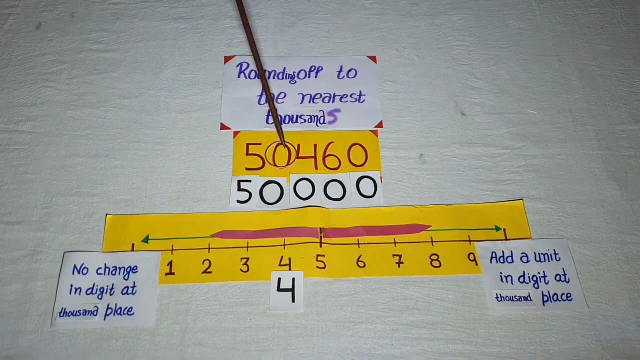 Rounding off to
the nearest
thousands
50460
50000
1 2 3 4 5 6 7 8 9
4
No change
in digit at
thousand place
Add a unit
in digit at
thousand place